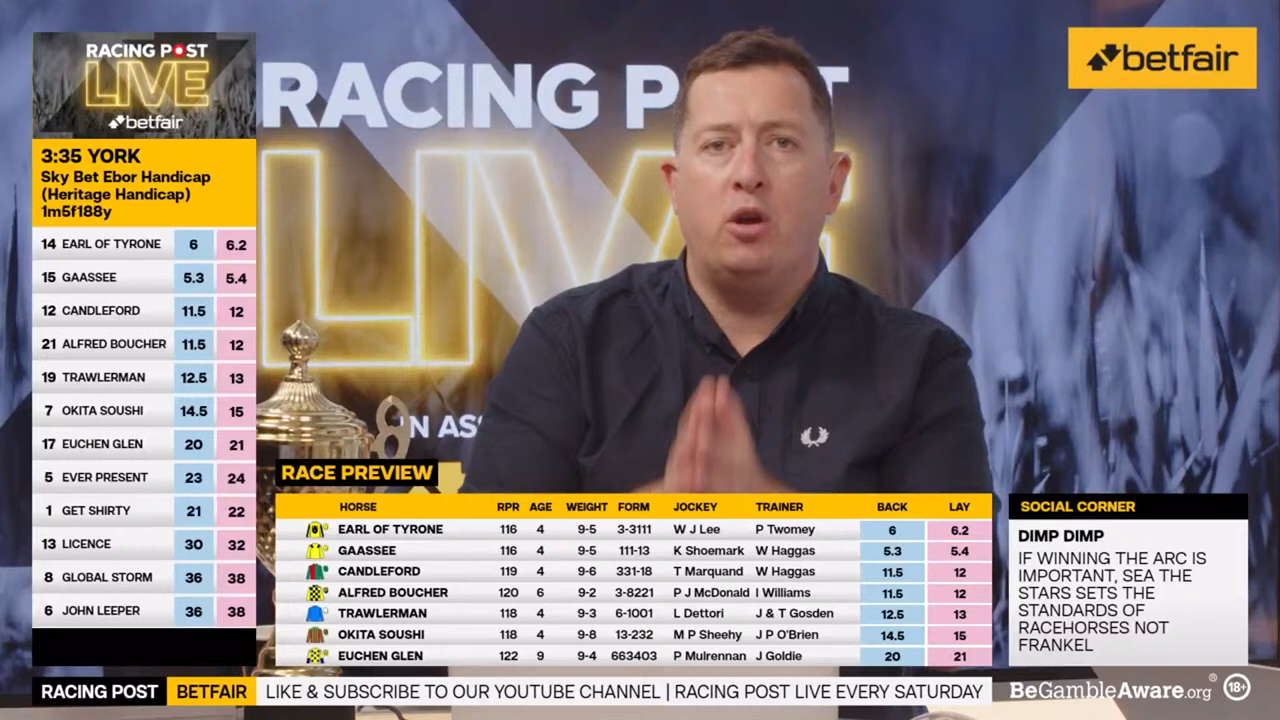 RACING POST
LIVE
betfair
3:35 YORK
Sky Bet Ebor Handicap
(Heritage Handicap)
1m5f188y
14 EARL OF TYRONE 6 6.2
15 GAASSEE 5.3 5.4
12 CANDLEFORD 11.5 12
21 ALFRED BOUCHER 11.5 12
19 TRAWLERMAN 12.5 13
7 OKITA SOUSHI 14.5 15
17 EUCHEN GLEN 20 21
5 EVER PRESENT 23 24
1 GET SHIRTY 21 22
13 LICENCE 30 32
8 GLOBAL STORM 36 38
6 JOHN LEEPER 36 38
RACING P T
LIVE
IN ASS
betfair
RACE PREVIEW
HORSE RPR AGE WEIGHT FORM JOCKEY TRAINER BACK LAY
EARL OF TYRONE 116 4 9-5 3-3111 W J Lee P Twomey 6 6.2
GAASSEE 116 4 9-5 111-13 K Shoemark W Haggas 5.3 5.4
CANDLEFORD 119 4 9-6 331-18 T Marquand W Haggas 11.5 12
ALFRED BOUCHER 120 6 9-2 3-8221 P J McDonald I Williams 11.5 12
TRAWLERMAN 118 4 9-3 6-1001 L Dettori J & T Gosden 12.5 13
OKITA SOUSHI 118 4 9-8 13-232 M P Sheehy J P O'Brien 14.5 15
EUCHEN GLEN 122 9 9-4 663403 P Mulrennan J Goldie 20 21
SOCIAL CORNER
DIMP DIMP
IF WINNING THE ARC IS
IMPORTANT, SEA THE
STARS SETS THE
STANDARDS OF
RACEHORSES NOT
FRANKEL
RACING POST BETFAIR LIKE & SUBSCRIBE TO OUR YOUTUBE CHANNEL | RACING POST LIVE EVERY SATURDAY BeGambleAware.org® 18+